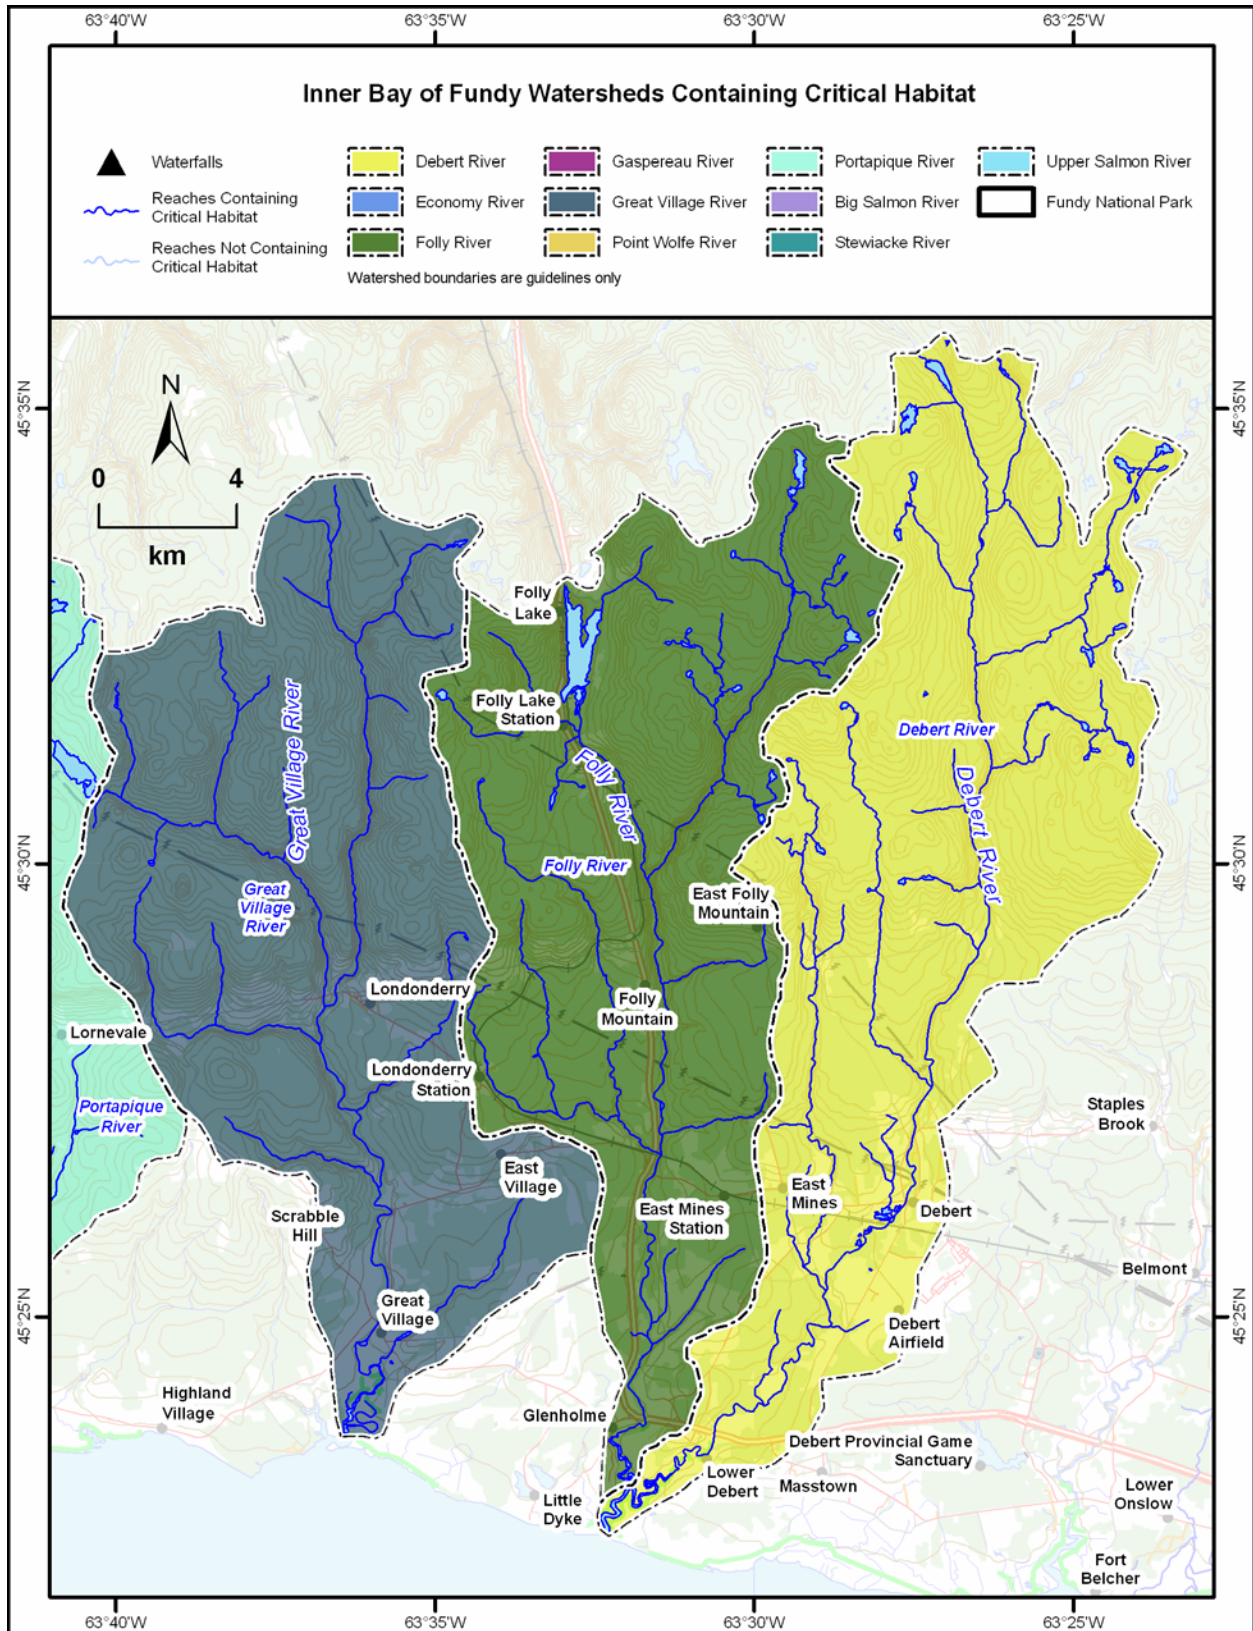 63°40'W
63°35'W
63°30'W
63°25'W
Inner Bay of Fundy Watersheds Containing Critical Habitat
Waterfalls
Reaches Containing
Critical Habitat
Reaches Not Containing
Critical Habitat
Debert River
Economy River
Folly River
Gaspereau River
Great Village River
Point Wolfe River
Portapique River
Big Salmon River
Stewiacke River
Upper Salmon River
Fundy National Park
Watershed boundaries are guidelines only
45°35'N
45°35'N
N
0 4
km
Folly
Lake
Folly Lake
Station
Great Village River
Folly River
Debert River
Debert River
45°30'N
45°30'N
Folly River
Great
Village
River
East Folly
Mountain
Londonderry
Folly
Mountain
Lornevale
Londonderry
Station
Portapique
River
Staples
Brook
East
Village
East
Mines
Scrabble
Hill
East Mines
Station
Debert
Belmont
45°25'N
45°25'N
Great
Village
Debert
Airfield
Highland
Village
Glenholme
Debert Provincial Game
Sanctuary
Lower
Debert
Masstown
Little
Dyke
Lower
Onslow
Fort
Belcher
63°40'W
63°35'W
63°30'W
63°25'W